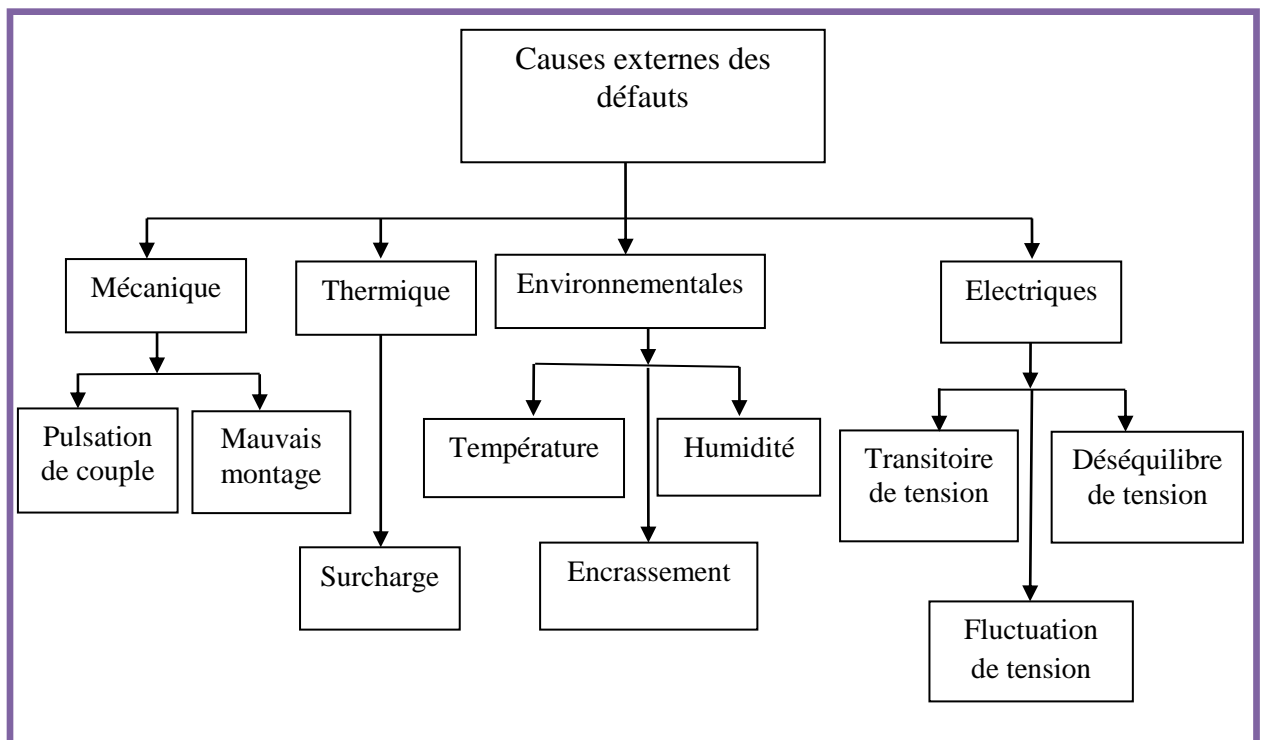 Causes externes des
défauts
Mécanique
Thermique
Environnementales
Electriques
Pulsation
de couple
Mauvais
montage
Température
Humidité
Transitoire
de tension
Déséquilibre
de tension
Surcharge
Encrassement
Fluctuation
de tension